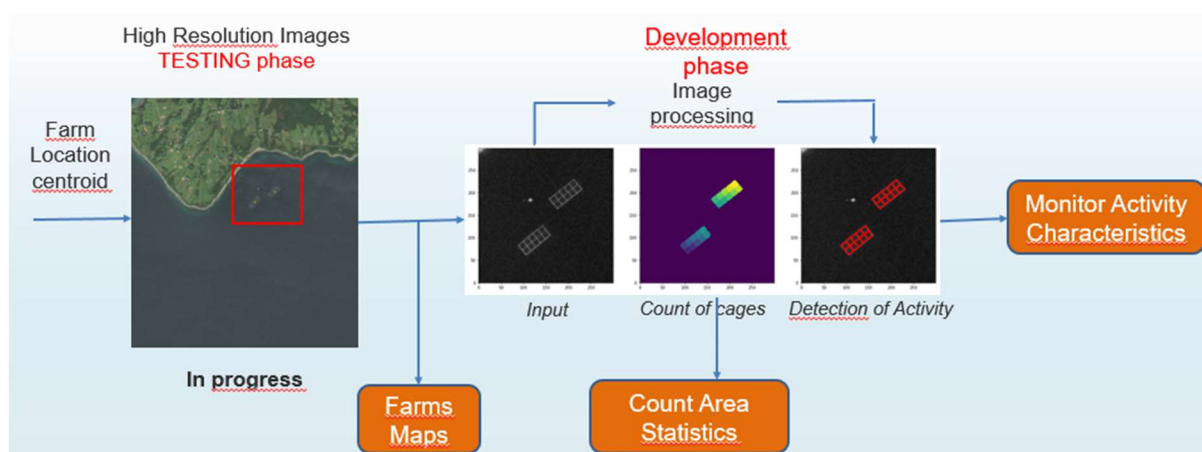 High Resolution Images
TESTING phase
Farm
Location
centroid
In progress
Farms
Maps
Development
phase
Image
processing
Input
Count of cages
Detection of Activity
Count Area
Statistics
Monitor Activity
Characteristics